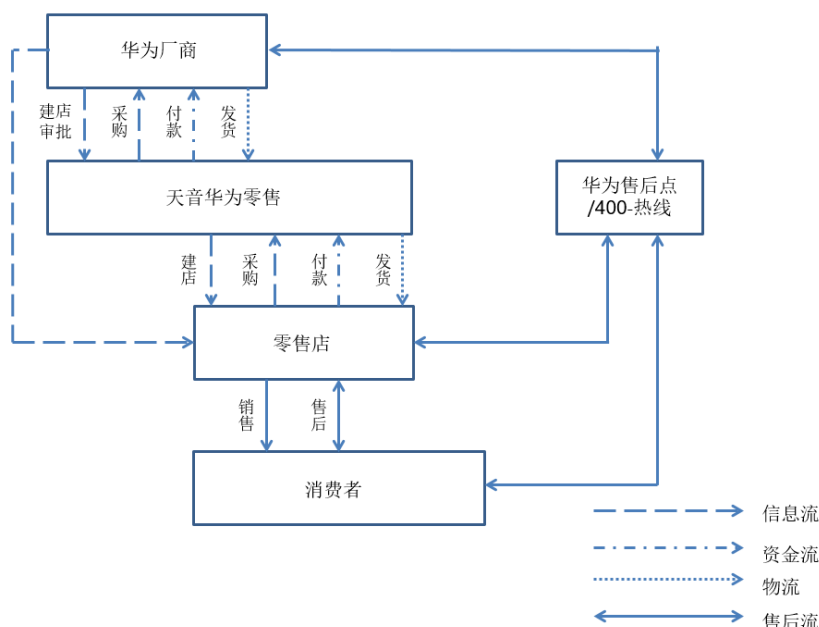 华为厂商
建店
审批
采购
付款
发货
天音华为零售
华为售后点
/400-热线
建店
采购
付款
发货
零售店
销售
售后
消费者
信息流
资金流
物流
售后流